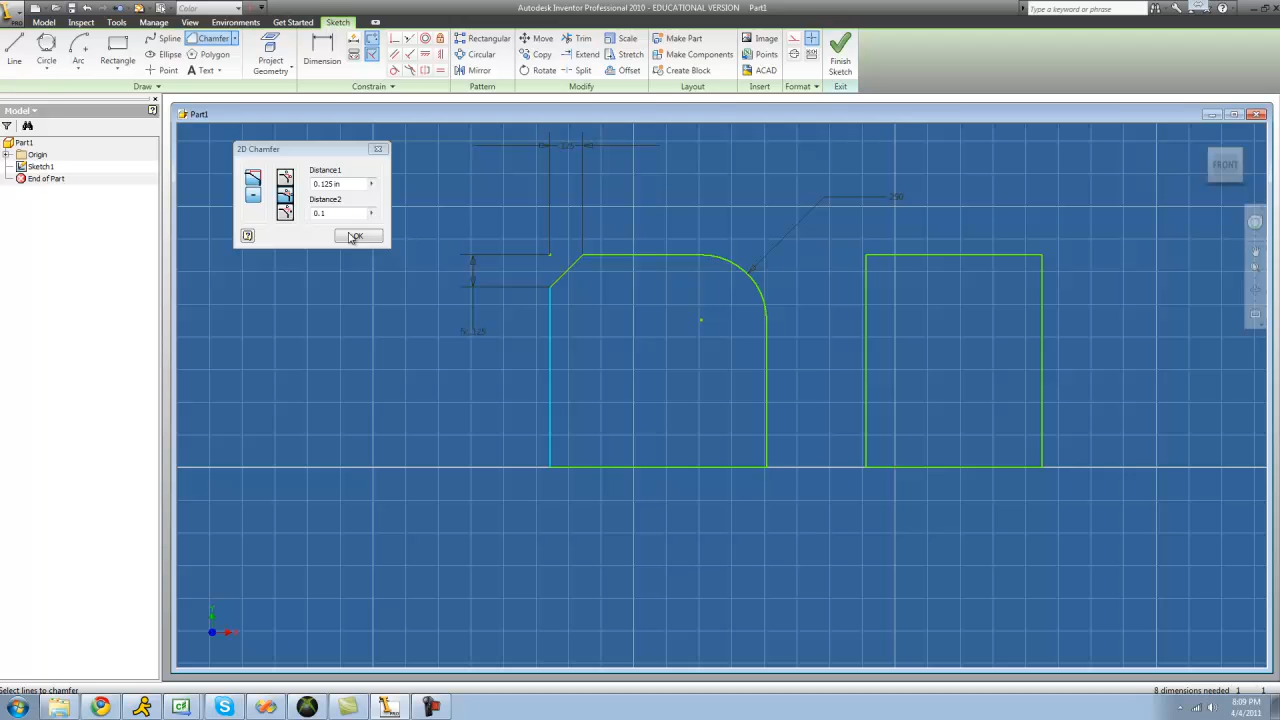 Color
Autodesk Inventor Professional 2010 - EDUCATIONAL VERSION Part1
Type a keyword or phrase
PRO
Model Inspect Tools Manage View Environments Get Started Sketch
Line
Circle
Arc
Rectangle
Spline
Ellipse
Point
Chamfer
Polygon
Text
Project
Geometry
Draw
Dimension
Constrain
Rectangular
Circular
Mirror
Pattern
Move
Copy
Rotate
Trim
Extend
Split
Scale
Stretch
Offset
Modify
Make Part
Make Components
Create Block
Layout
Image
Points
ACAD
Insert
Format
Finish
Sketch
Exit
Model
Part1
Origin
Sketch1
End of Part
Part1
2D Chamfer
Distance1
0.125 in
Distance2
0.1
OK
.250
FRONT
Select lines to chamfer
8 dimensions needed 1 1
8:09 PM
4/4/2011